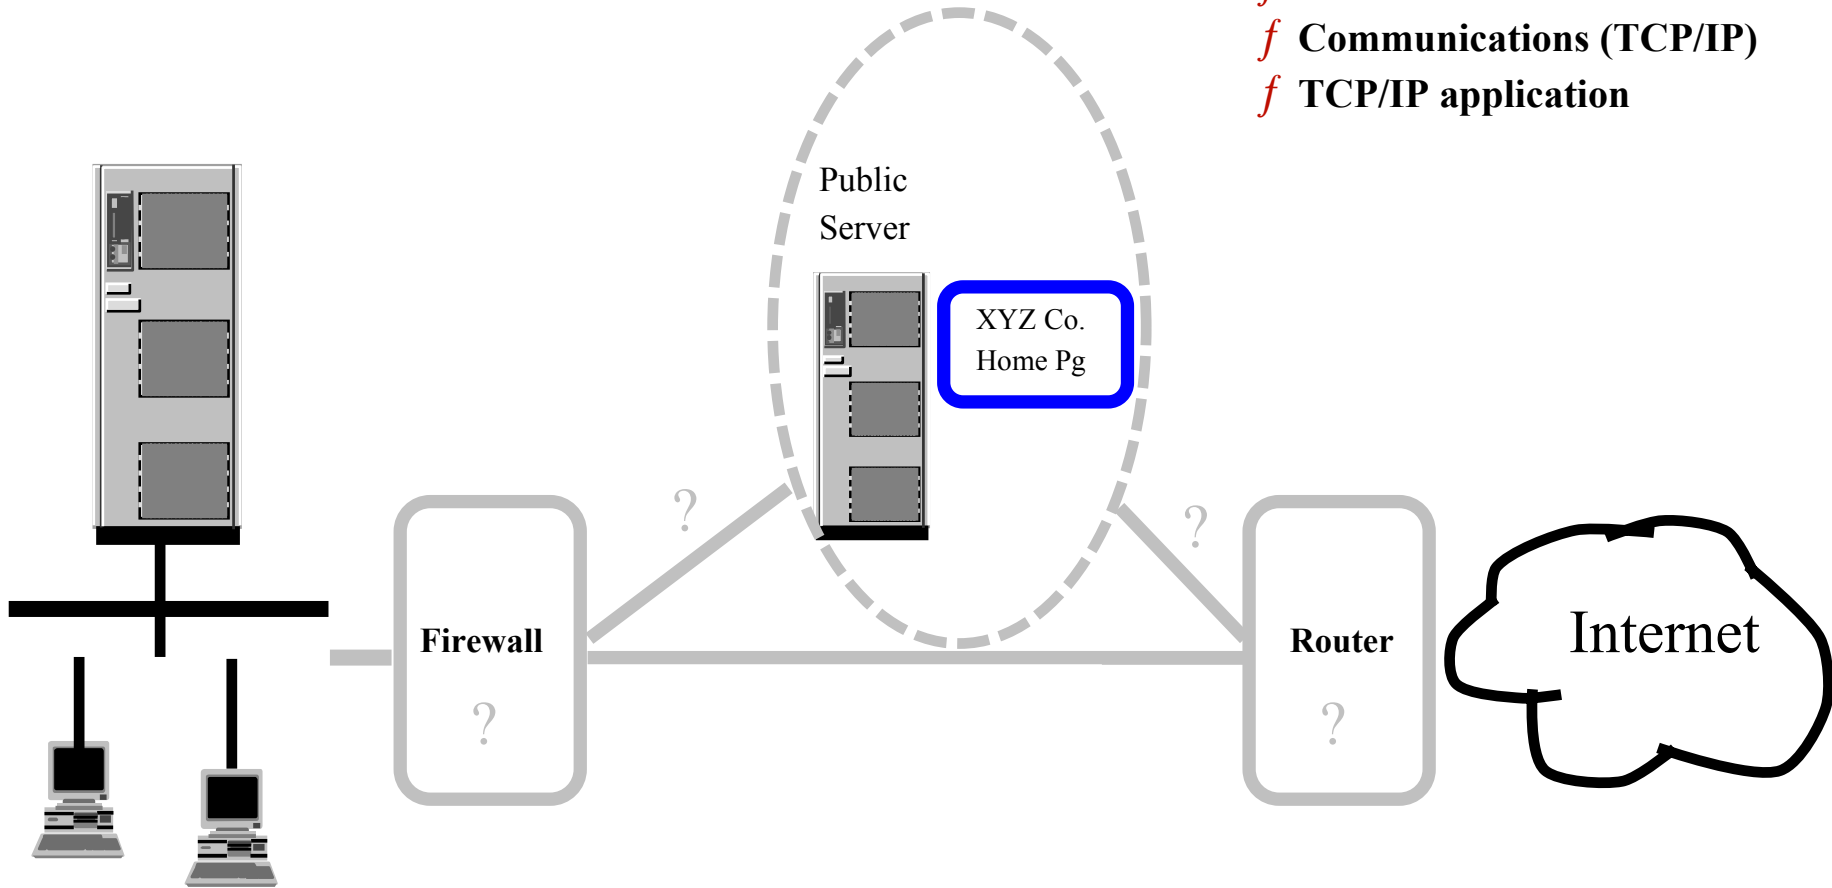 ƒ Communications (TCP/IP)
ƒ TCP/IP application
Public
Server
XYZ Co.
Home Pg
?
?
Firewall
?
Router
?
Internet